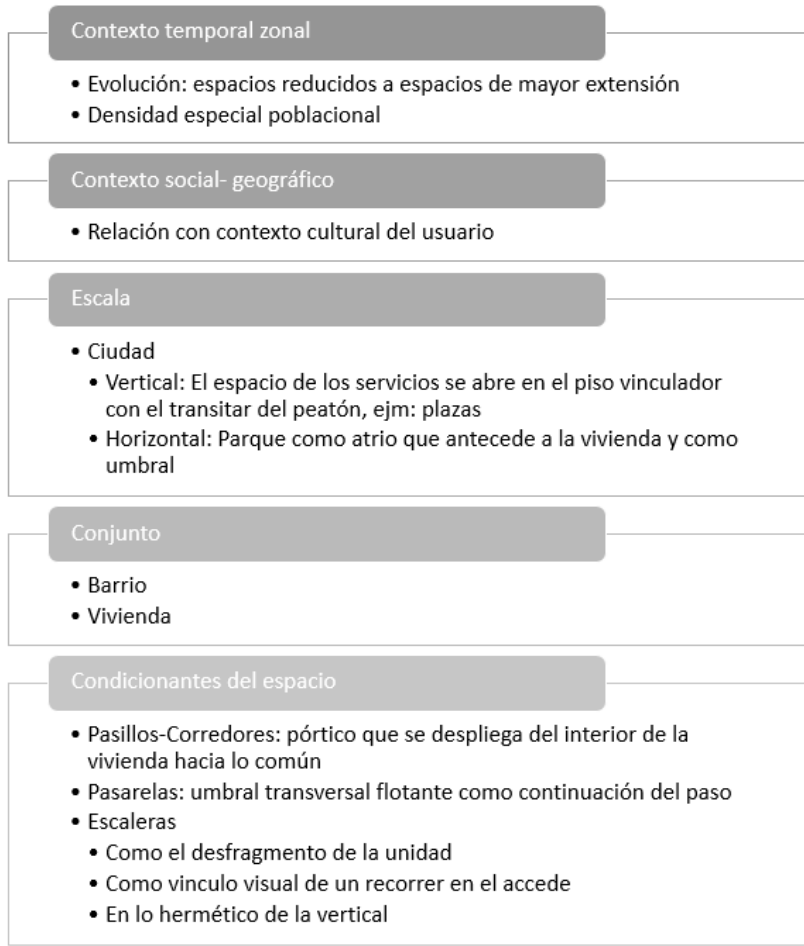 Contexto temporal zonal
• Evolución: espacios reducidos a espacios de mayor extensión
• Densidad especial poblacional
Contexto social- geográfico
• Relación con contexto cultural del usuario
Escala
• Ciudad
• Vertical: El espacio de los servicios se abre en el piso vinculador
con el transitar del peatón, ejm: plazas
• Horizontal: Parque como atrio que antecede a la vivienda y como
umbral
Conjunto
• Barrio
• Vivienda
Condicionantes del espacio
• Pasillos-Corredores: pórtico que se despliega del interior de la
vivienda hacia lo común
• Pasarelas: umbral transversal flotante como continuación del paso
• Escaleras
• Como el desfragmento de la unidad
• Como vinculo visual de un recorrer en el accede
• En lo hermético de la vertical